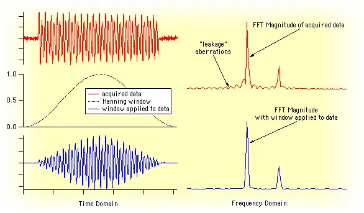 FFT Magnitude of acquired data
"leakage"
aberrations
1.0
0.5
0.0
acquired data
Hanning window
window applied to data
FFT Magnitude
with window applied to data
Time Domain
Frequency Domain